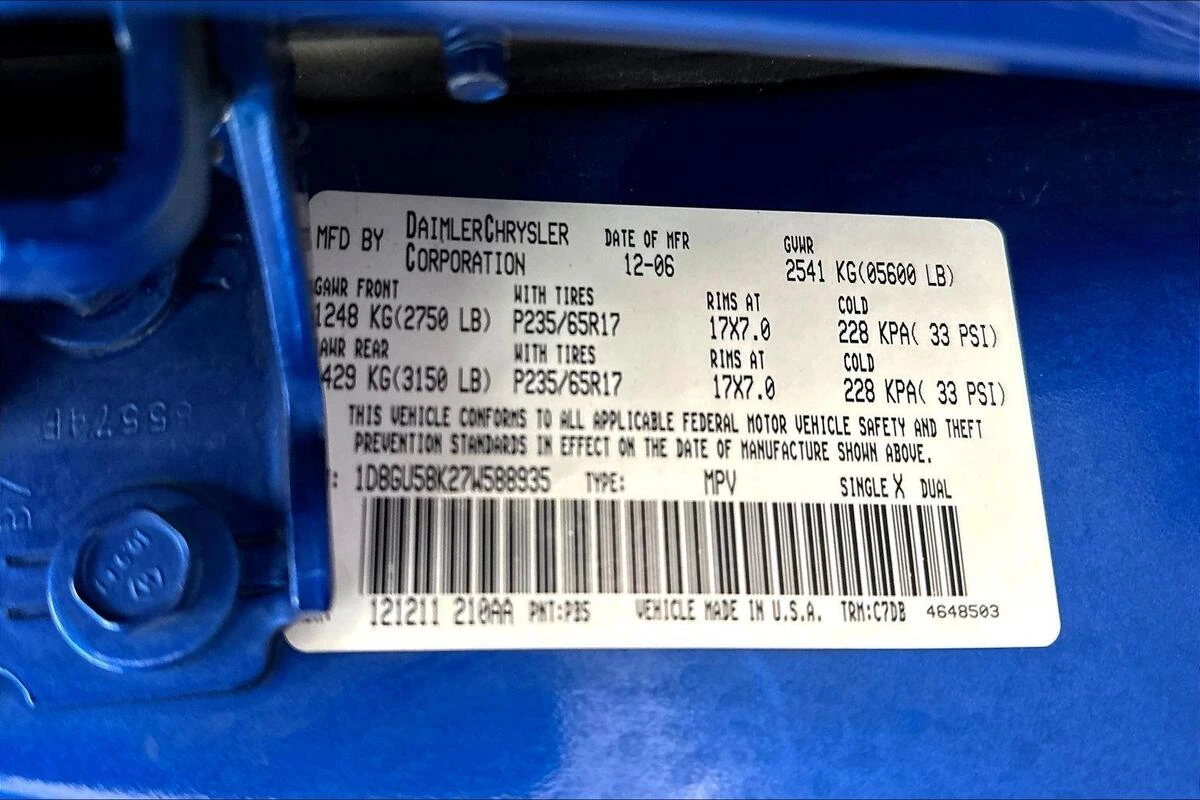 MFD BY DAIMLERCHRYSLER CORPORATION DATE OF MFR 12-06 GVWR 2541 KG(05600 LB)
GAWR FRONT WITH TIRES RIMS AT COLD
1248 KG(2750 LB) P235/65R17 17X7.0 228 KPA( 33 PSI)
AWR REAR WITH TIRES RIMS AT COLD
429 KG(3150 LB) P235/65R17 17X7.0 228 KPA( 33 PSI)
THIS VEHICLE CONFORMS TO ALL APPLICABLE FEDERAL MOTOR VEHICLE SAFETY AND THEFT
PREVENTION STANDARDS IN EFFECT ON THE DATE OF MANUFACTURE SHOWN ABOVE.
: 1D8GU58K27W588935 TYPE: MPV SINGLE X DUAL
121211 210AA PNT:PB5 VEHICLE MADE IN U.S.A. TRM:C7DB 4648503